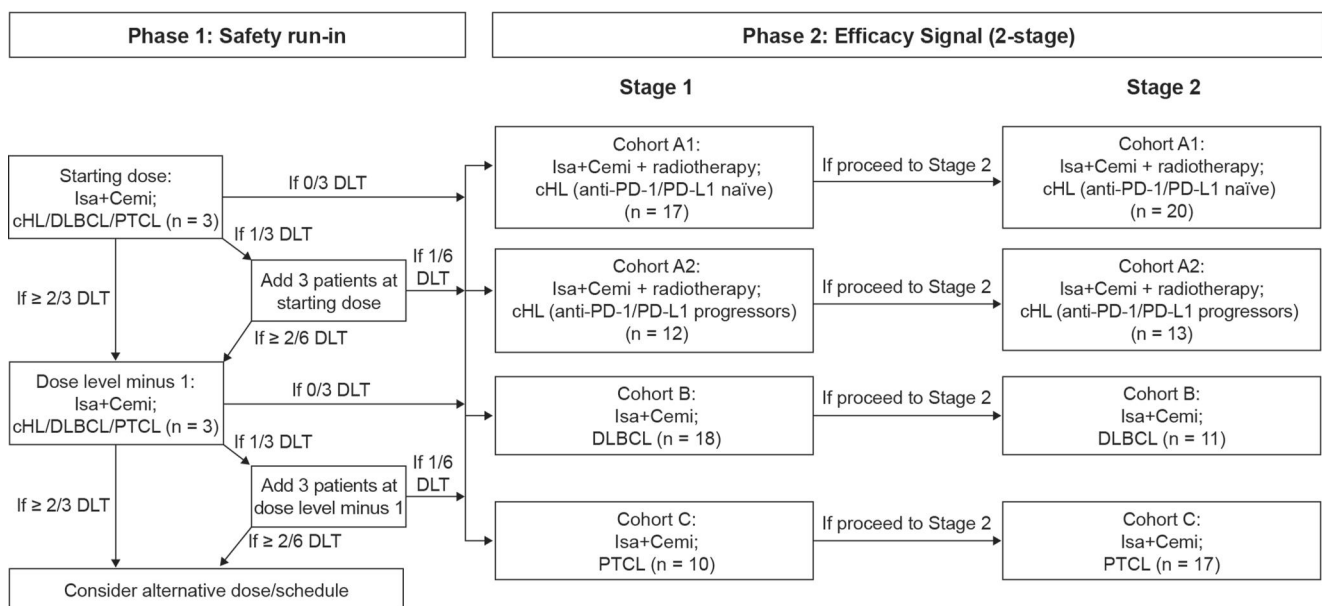 Phase 1: Safety run-in
Phase 2: Efficacy Signal (2-stage)
Stage 1
Stage 2
Starting dose:
Isa+Cemi;
cHL/DLBCL/PTCL (n = 3)
If 0/3 DLT
If 1/3 DLT
If ≥ 2/3 DLT
Add 3 patients at
starting dose
If 1/6
DLT
If ≥ 2/6 DLT
Dose level minus 1:
Isa+Cemi;
cHL/DLBCL/PTCL (n = 3)
If 0/3 DLT
If 1/3 DLT
If ≥ 2/3 DLT
Add 3 patients at
dose level minus 1
If 1/6
DLT
If ≥ 2/6 DLT
Consider alternative dose/schedule
Cohort A1:
Isa+Cemi + radiotherapy;
cHL (anti-PD-1/PD-L1 naïve)
(n = 17)
If proceed to Stage 2
Cohort A1:
Isa+Cemi + radiotherapy;
cHL (anti-PD-1/PD-L1 naïve)
(n = 20)
Cohort A2:
Isa+Cemi + radiotherapy;
cHL (anti-PD-1/PD-L1 progressors)
(n = 12)
If proceed to Stage 2
Cohort A2:
Isa+Cemi + radiotherapy;
cHL (anti-PD-1/PD-L1 progressors)
(n = 13)
Cohort B:
Isa+Cemi;
DLBCL (n = 18)
If proceed to Stage 2
Cohort B:
Isa+Cemi;
DLBCL (n = 11)
Cohort C:
Isa+Cemi;
PTCL (n = 10)
If proceed to Stage 2
Cohort C:
Isa+Cemi;
PTCL (n = 17)